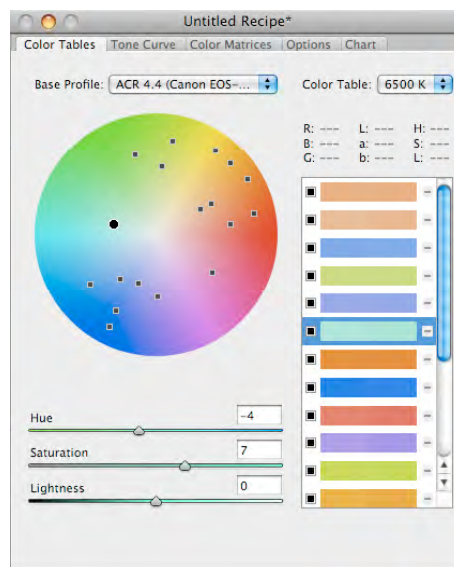 Untitled Recipe*
Color Tables Tone Curve Color Matrices Options Chart
Base Profile: ACR 4.4 (Canon EOS-... Color Table: 6500 K
R: --- L: --- H: ---
B: --- a: --- S: ---
G: --- b: --- L: ---
Hue -4
Saturation 7
Lightness 0